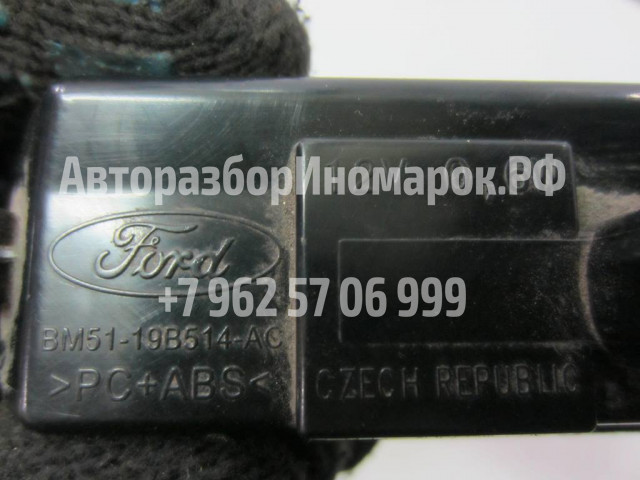 АвторазборИномарок.РФ
Ford
+7 962 57 06 999
BM51-19B514-AC
>PC+ABS<
CZECH REPUBLIC